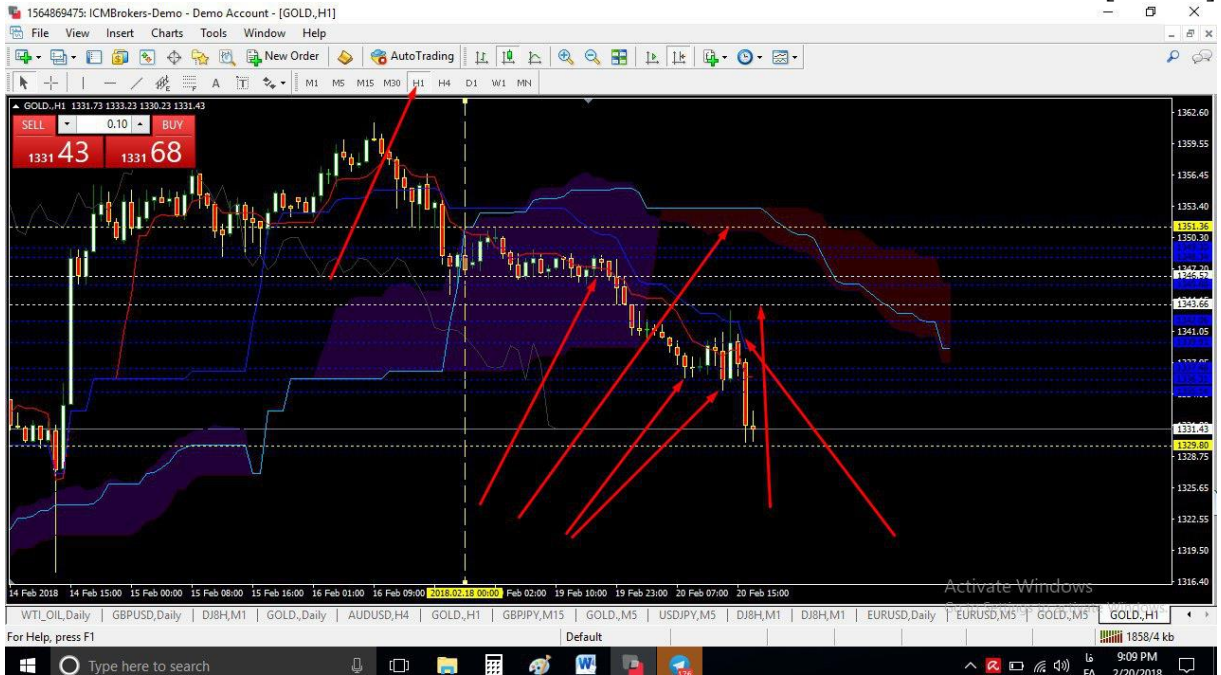 1564869475: ICMBrokers-Demo - Demo Account - [GOLD.,H1]
File View Insert Charts Tools Window Help
New Order AutoTrading
A T M1 M5 M15 M30 H1 H4 D1 W1 MN
GOLD.,H1 1331.73 1333.23 1330.23 1331.43
SELL 0.10 BUY
1331 43 1331 68
1362.60
1359.55
1356.45
1353.40
1351.36
1350.30
1346.52
1343.66
1341.05
1331.43
1329.80
1328.75
1325.65
1322.55
1319.50
1316.40
14 Feb 2018 14 Feb 15:00 15 Feb 00:00 15 Feb 08:00 15 Feb 16:00 16 Feb 01:00 16 Feb 09:00 2018.02.18 00:00 Feb 02:00 19 Feb 10:00 19 Feb 23:00 20 Feb 07:00 20 Feb 15:00
Activate Windows
WTI_OIL,Daily GBPUSD,Daily DJ8H,M1 GOLD.,Daily AUDUSD,H4 GOLD.,H1 GBPJPY,M15 GOLD.,M5 USDJPY,M5 DJ8H,M1 DJ8H,M1 EURUSD,Daily EURUSD,M5 GOLD.,M5 GOLD.,H1
For Help, press F1 Default 1858/4 kb
Type here to search W فا 9:09 PM
FA 2/20/2018